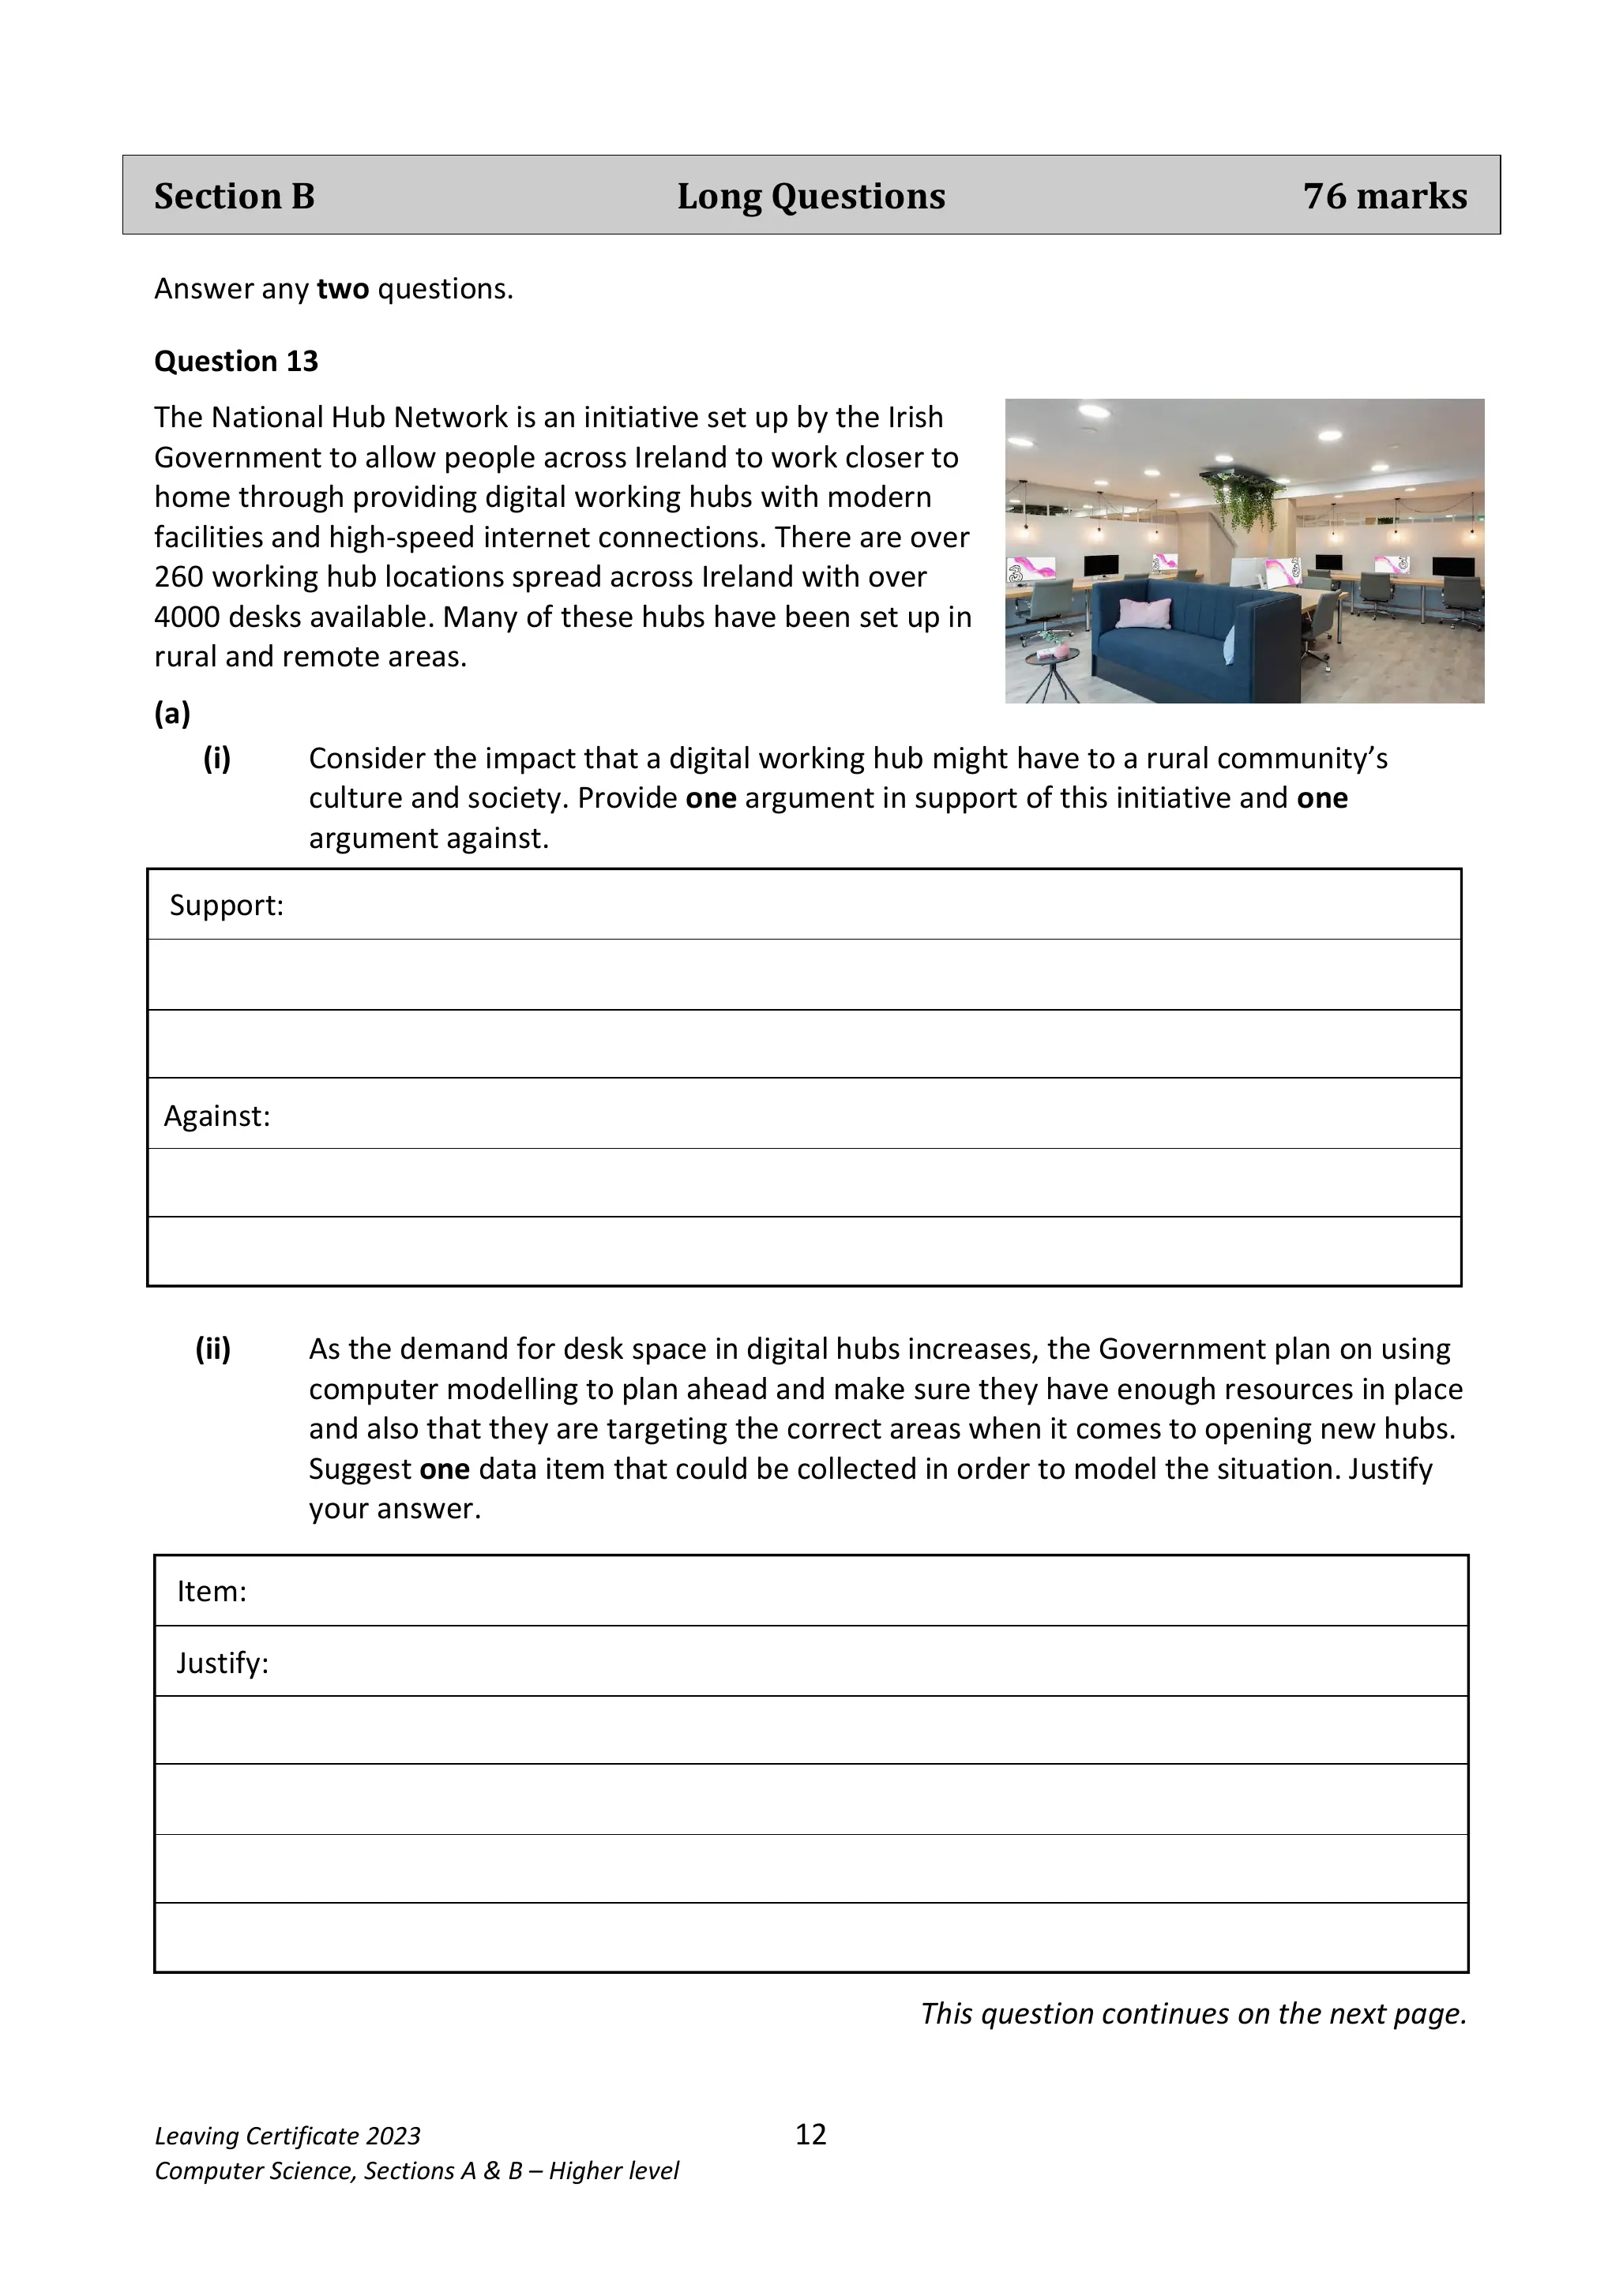 Section B Long Questions 76 marks
Answer any two questions.
Question 13
The National Hub Network is an initiative set up by the Irish
Government to allow people across Ireland to work closer to
home through providing digital working hubs with modern
facilities and high-speed internet connections. There are over
260 working hub locations spread across Ireland with over
4000 desks available. Many of these hubs have been set up in
rural and remote areas.
(a)
(i) Consider the impact that a digital working hub might have to a rural community’s
culture and society. Provide one argument in support of this initiative and one
argument against.
Support:
Against:
(ii) As the demand for desk space in digital hubs increases, the Government plan on using
computer modelling to plan ahead and make sure they have enough resources in place
and also that they are targeting the correct areas when it comes to opening new hubs.
Suggest one data item that could be collected in order to model the situation. Justify
your answer.
Item:
Justify:
This question continues on the next page.
Leaving Certificate 2023 12
Computer Science, Sections A & B – Higher level